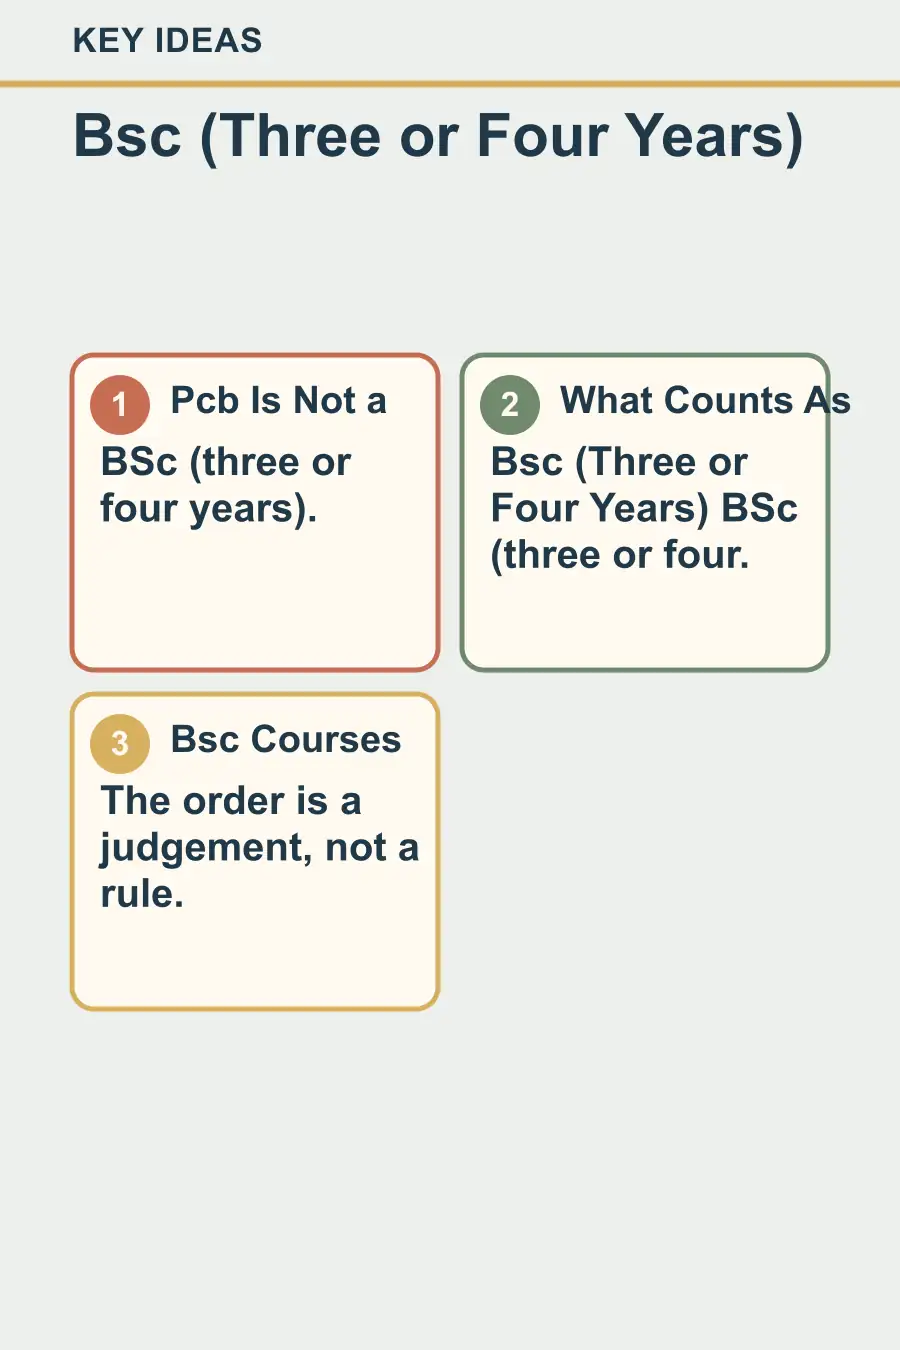 KEY IDEAS
Bsc (Three or Four Years)
1 Pcb Is Not a
BSc (three or
four years).
2 What Counts As
Bsc (Three or
Four Years) BSc
(three or four.
3 Bsc Courses
The order is a
judgement, not a
rule.